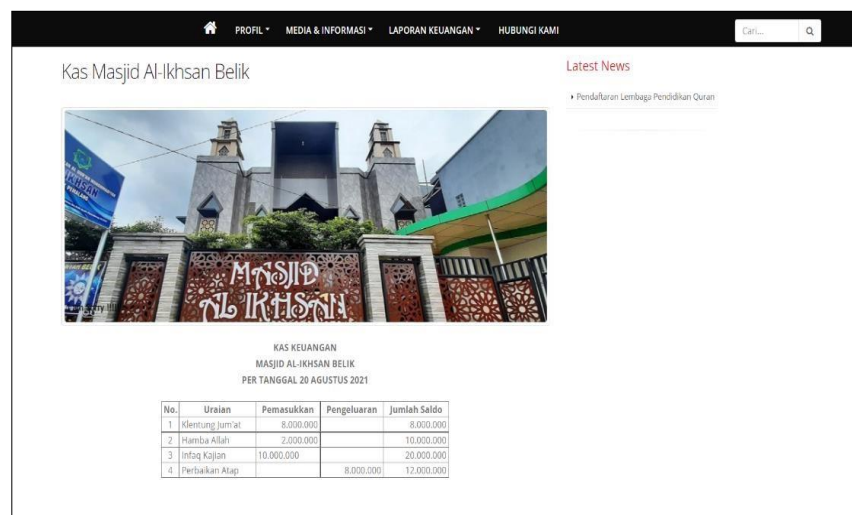 PROFIL MEDIA & INFORMASI LAPORAN KEUANGAN HUBUNGI KAMI Cari...
Kas Masjid Al-Ikhsan Belik
Latest News
Pendaftaran Lembaga Pendidikan Quran
IKHSAN
MASJID
AL IKHSAN
KAS KEUANGAN
MASJID AL-IKHSAN BELIK
PER TANGGAL 20 AGUSTUS 2021
No. Uraian Pemasukkan Pengeluaran Jumlah Saldo
1 Klentung Jum'at 8.000.000 8.000.000
2 Hamba Allah 2.000.000 10.000.000
3 Infaq Kajian 10.000.000 20.000.000
4 Perbaikan Atap 8.000.000 12.000.000